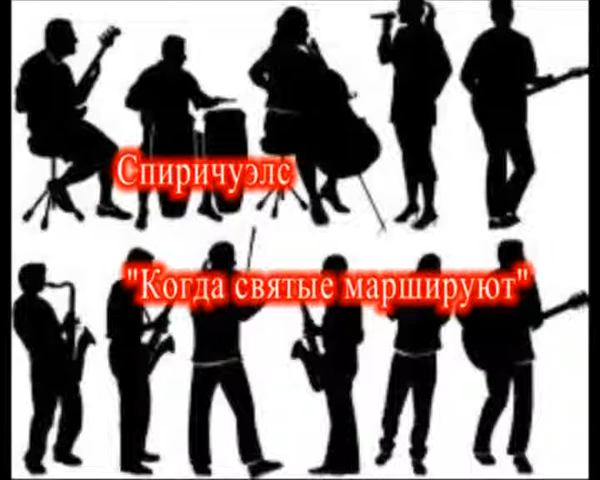 Спиричуэлс
"Когда святые маршируют"